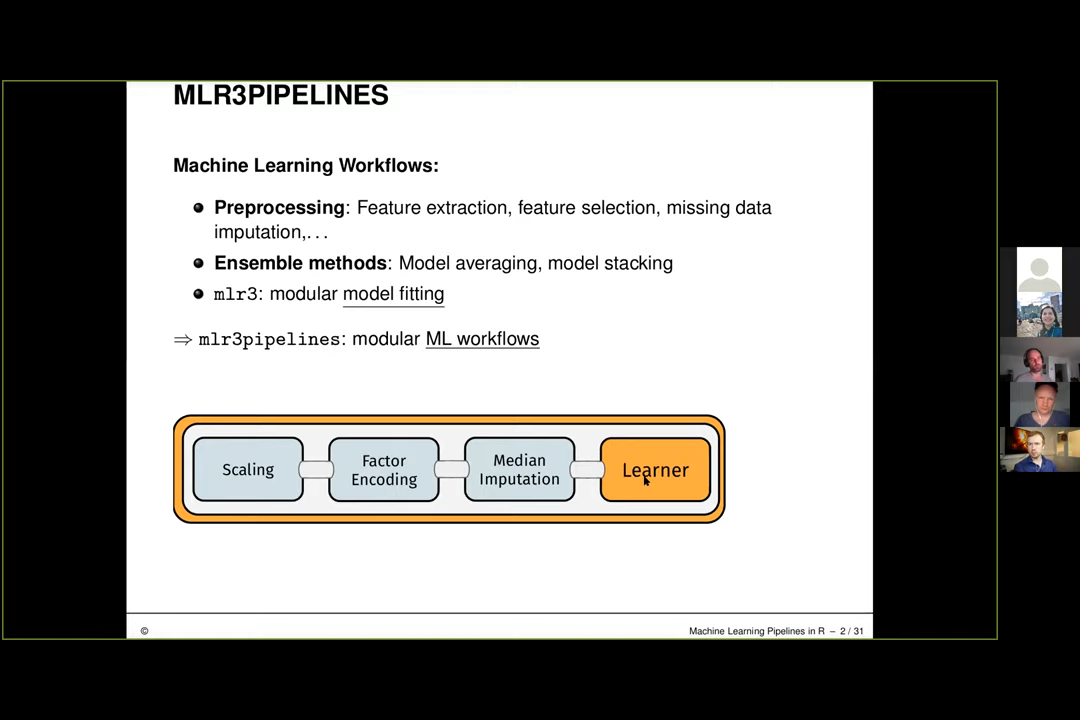 MLR3PIPELINES
Machine Learning Workflows:
Preprocessing: Feature extraction, feature selection, missing data
imputation,. . .
Ensemble methods: Model averaging, model stacking
mlr3: modular model fitting
⇒ mlr3pipelines: modular ML workflows
Scaling
Factor
Encoding
Median
Imputation
Learner
©
Machine Learning Pipelines in R – 2 / 31